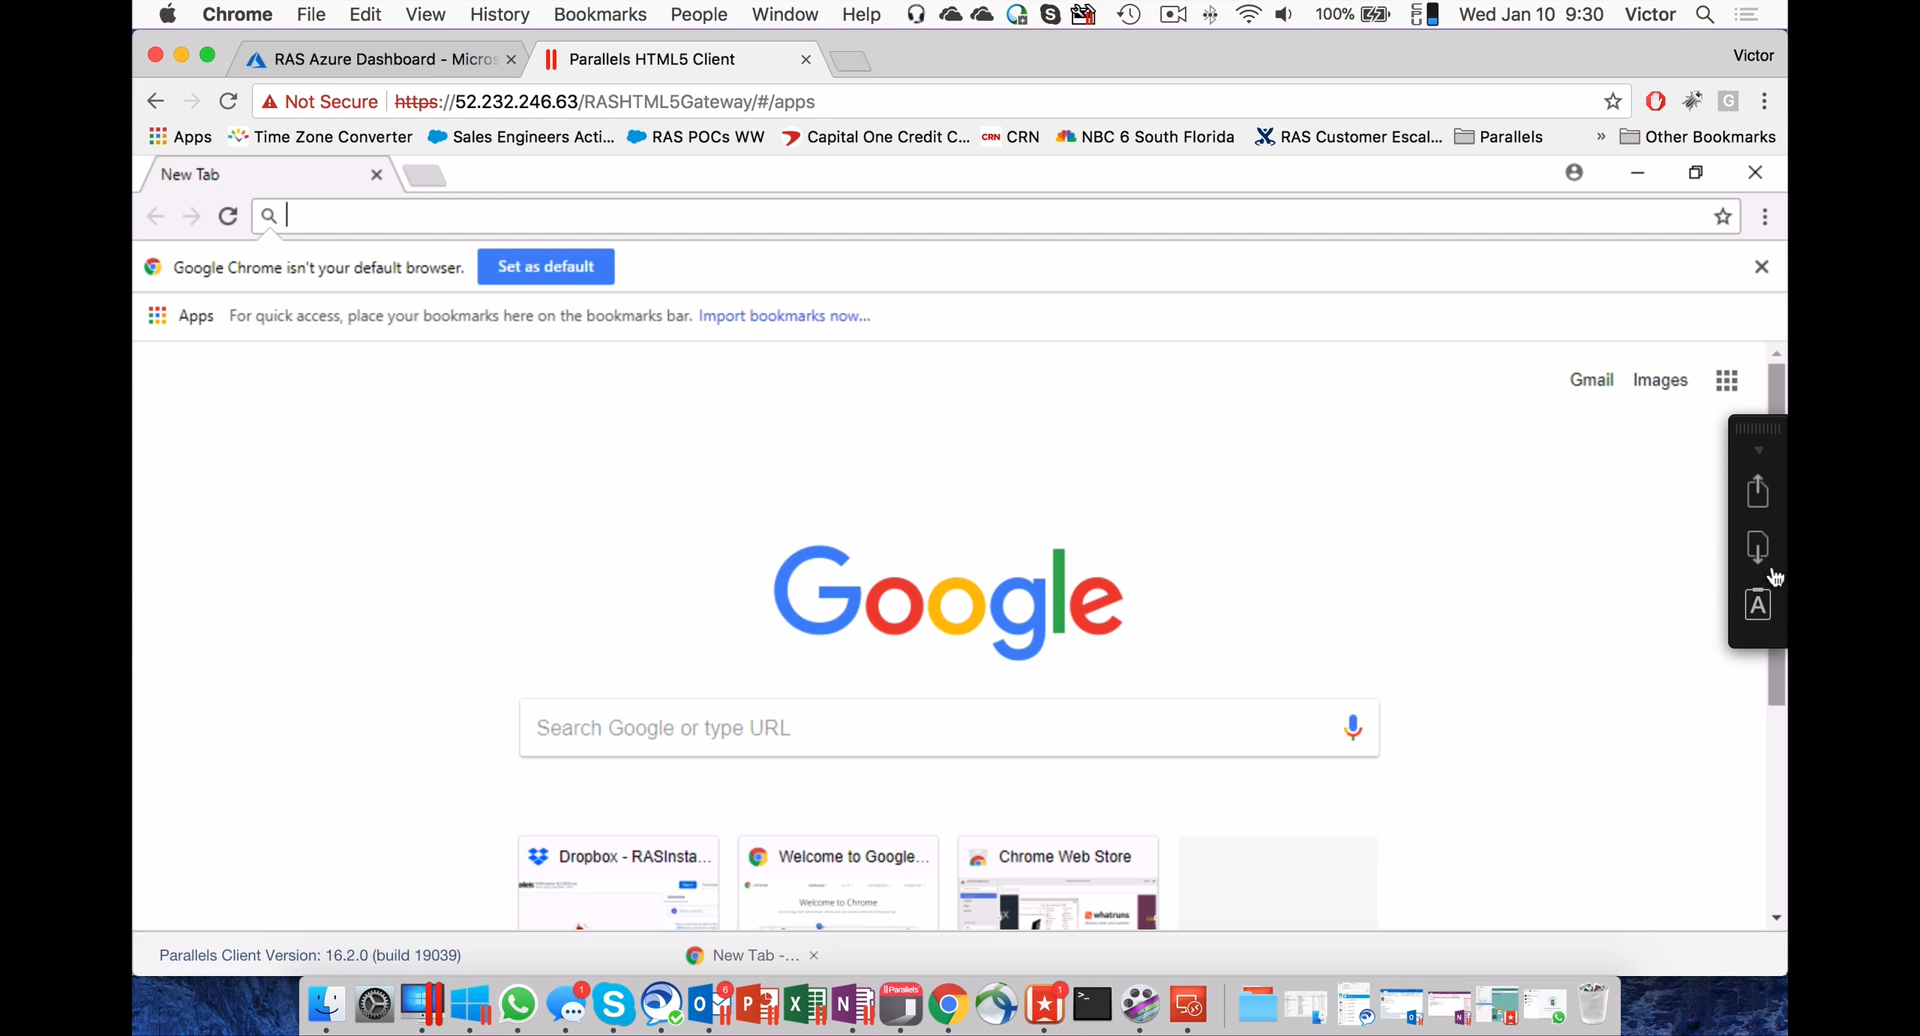 Chrome File Edit View History Bookmarks People Window Help 100% Wed Jan 10 9:30 Victor
RAS Azure Dashboard - Micros Parallels HTML5 Client Victor
Not Secure https://52.232.246.63/RASHTML5Gateway/#/apps
Apps Time Zone Converter Sales Engineers Acti... RAS POCs WW Capital One Credit C... CRN CRN NBC 6 South Florida RAS Customer Escal... Parallels » Other Bookmarks
New Tab
Google Chrome isn't your default browser. Set as default
Apps For quick access, place your bookmarks here on the bookmarks bar. Import bookmarks now...
Gmail Images
Google
Search Google or type URL
Dropbox - RASInsta... Welcome to Google... Chrome Web Store
Welcome to Chrome whatruns
Parallels Client Version: 16.2.0 (build 19039) New Tab -...